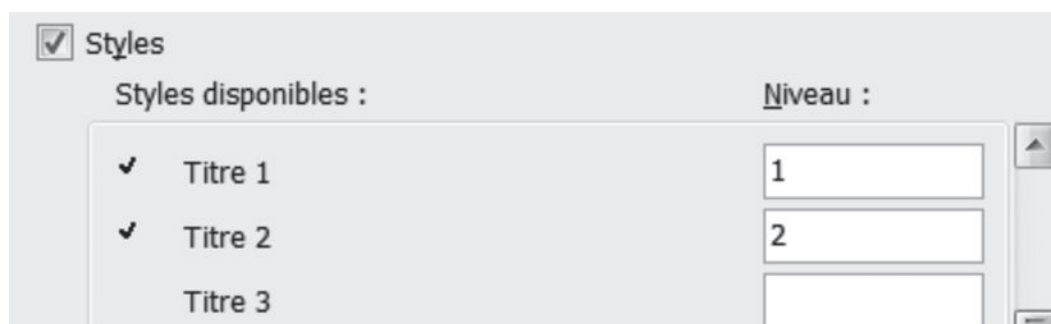 Styles
Styles disponibles : Niveau :
Titre 1 1
Titre 2 2
Titre 3